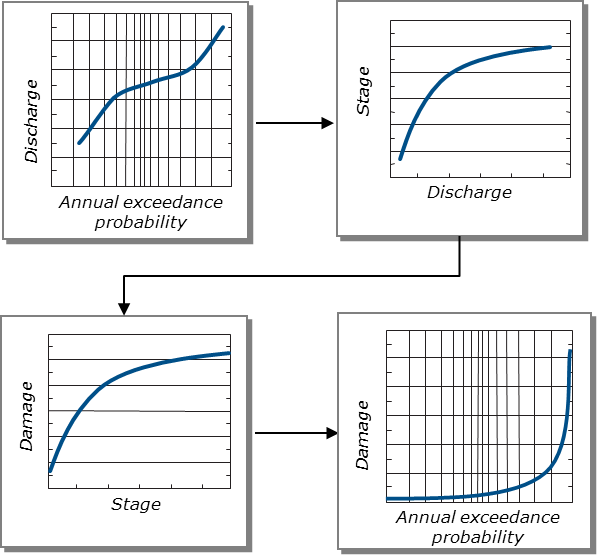 Discharge
Annual exceedance
probability
Stage
Discharge
Damage
Stage
Damage
Annual exceedance
probability